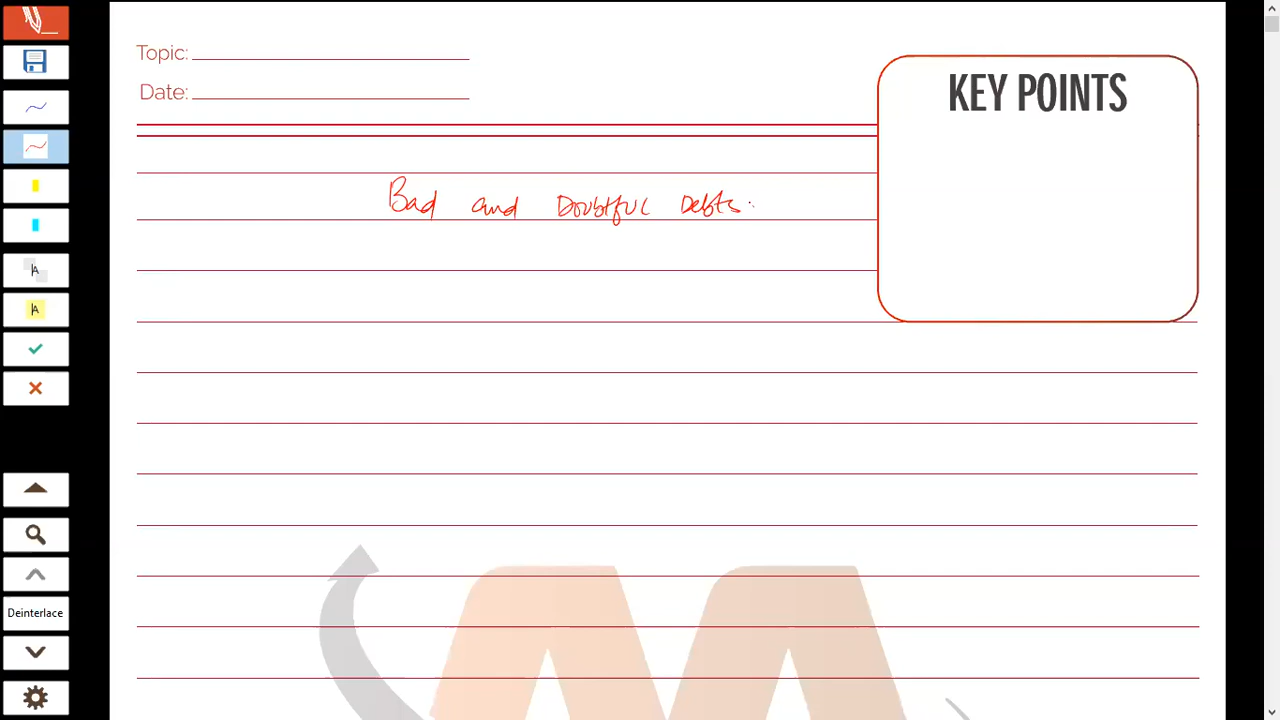 Topic:
Date:
KEY POINTS
Bad and Doubtful Debts.
Deinterlace